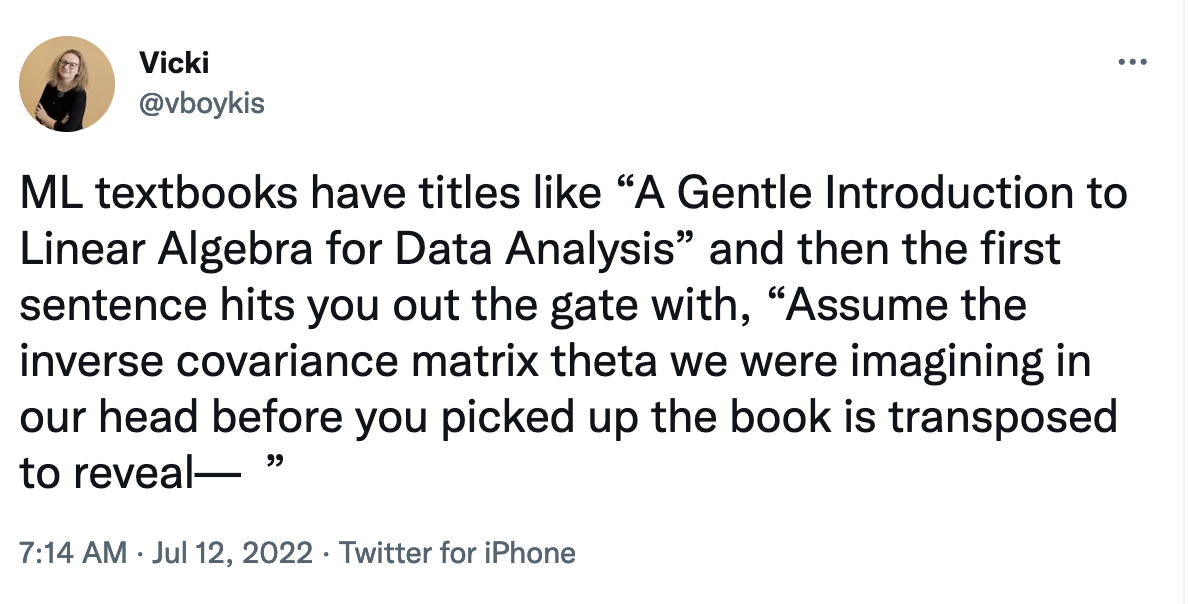 Vicki
@vboykis
ML textbooks have titles like “A Gentle Introduction to
Linear Algebra for Data Analysis” and then the first
sentence hits you out the gate with, “Assume the
inverse covariance matrix theta we were imagining in
our head before you picked up the book is transposed
to reveal— ”
7:14 AM · Jul 12, 2022 · Twitter for iPhone